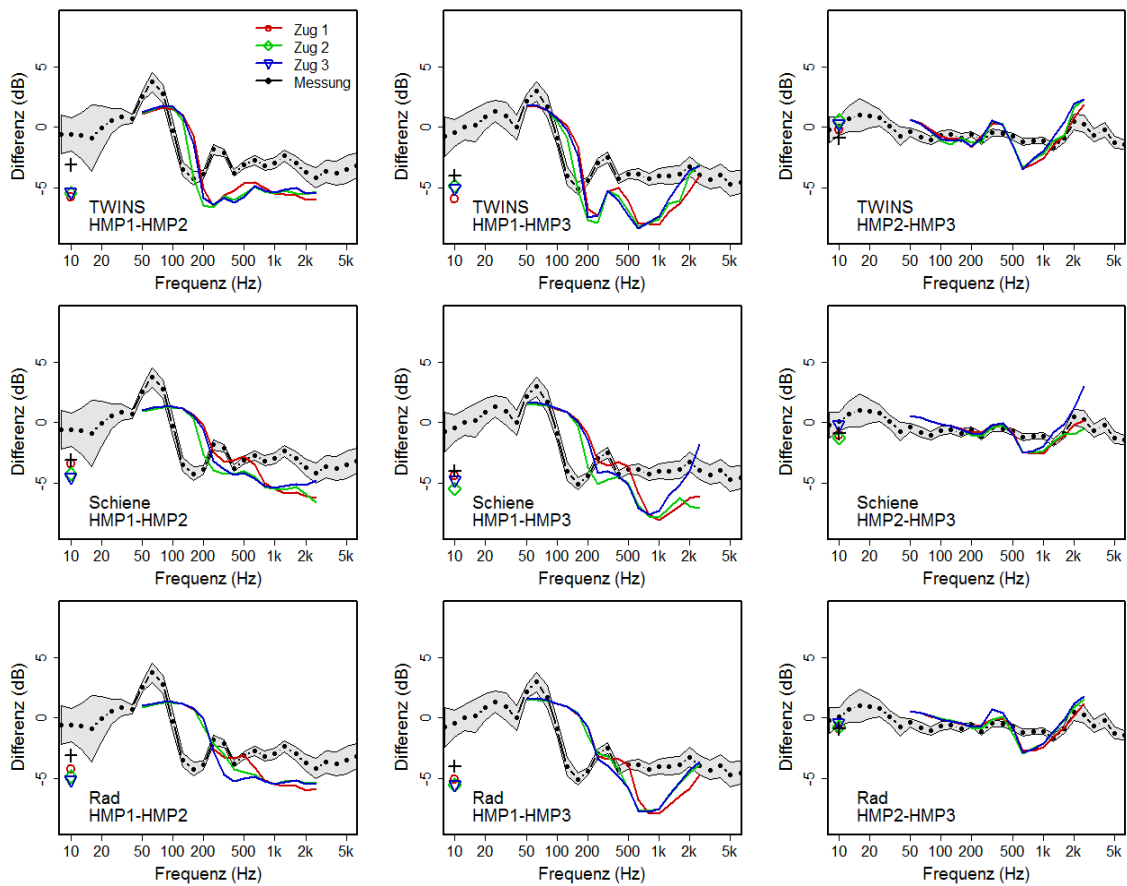 Zug 1
Zug 2
Zug 3
Messung
Differenz (dB)
5
0
-5
TWINS
HMP1-HMP2
10 20 50 100 200 500 1k 2k 5k
Frequenz (Hz)
Differenz (dB)
5
0
-5
TWINS
HMP1-HMP3
10 20 50 100 200 500 1k 2k 5k
Frequenz (Hz)
Differenz (dB)
5
0
-5
TWINS
HMP2-HMP3
10 20 50 100 200 500 1k 2k 5k
Frequenz (Hz)
Differenz (dB)
5
0
-5
Schiene
HMP1-HMP2
10 20 50 100 200 500 1k 2k 5k
Frequenz (Hz)
Differenz (dB)
5
0
-5
Schiene
HMP1-HMP3
10 20 50 100 200 500 1k 2k 5k
Frequenz (Hz)
Differenz (dB)
5
0
-5
Schiene
HMP2-HMP3
10 20 50 100 200 500 1k 2k 5k
Frequenz (Hz)
Differenz (dB)
5
0
-5
Rad
HMP1-HMP2
10 20 50 100 200 500 1k 2k 5k
Frequenz (Hz)
Differenz (dB)
5
0
-5
Rad
HMP1-HMP3
10 20 50 100 200 500 1k 2k 5k
Frequenz (Hz)
Differenz (dB)
5
0
-5
Rad
HMP2-HMP3
10 20 50 100 200 500 1k 2k 5k
Frequenz (Hz)